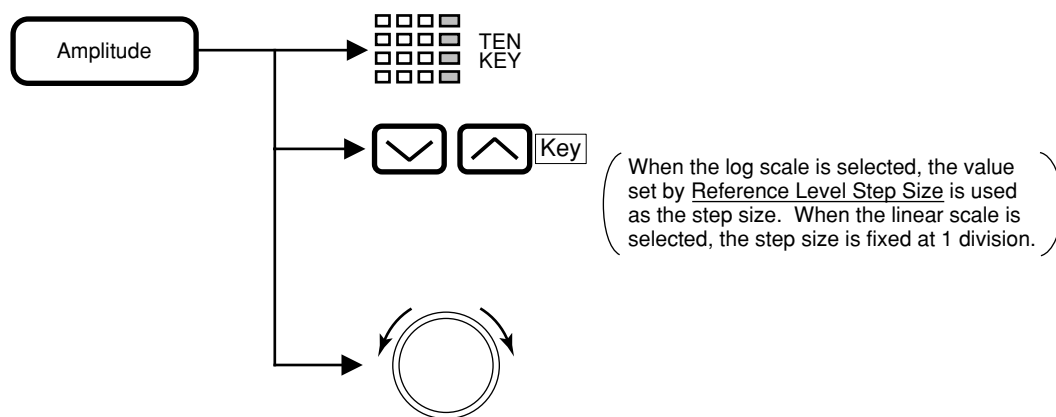 Amplitude
TEN
KEY
Key
When the log scale is selected, the value
set by Reference Level Step Size is used
as the step size. When the linear scale is
selected, the step size is fixed at 1 division.